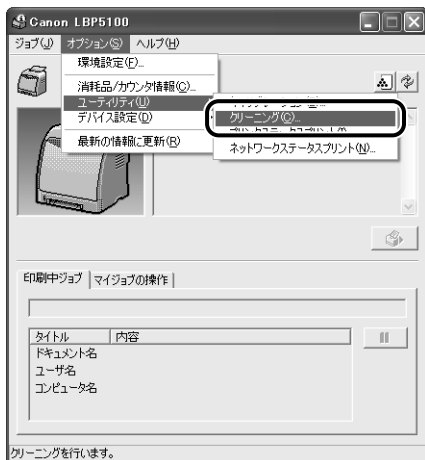 Canon LBP5100
ジョブ(J) オプション(S) ヘルプ(H)
環境設定(F)...
消耗品/カウンタ情報(C)...
ユーティリティ(U)
デバイス設定(D)
最新の情報に更新(R)
クリーニング(C)...
ネットワークステータスプリント(N)...
印刷中ジョブ マイジョブの操作
タイトル 内容
ドキュメント名
ユーザ名
コンピュータ名
クリーニングを行います。